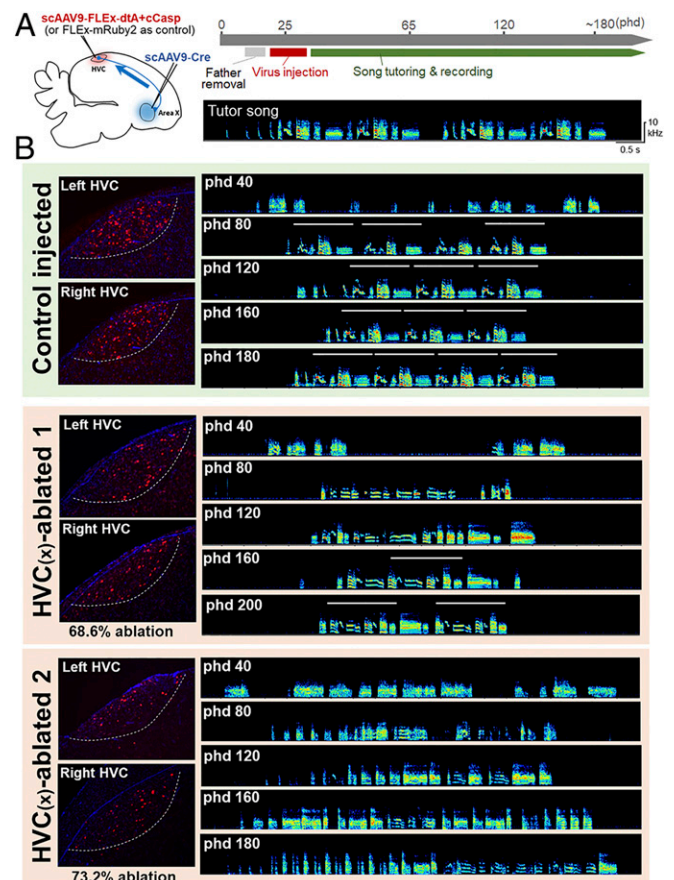 A
scAAV9-FLEx-dtA+cCasp
(or FLEx-mRuby2 as control)
scAAV9-Cre
HVC
Area X
0 25 65 120 ~180 (phd)
Father
removal
Virus injection
Song tutoring & recording
Tutor song
10
kHz
0.5 s
B
Control injected
Left HVC
Right HVC
phd 40
phd 80
phd 120
phd 160
phd 180
HVC(X)-ablated 1
Left HVC
Right HVC
68.6% ablation
phd 40
phd 80
phd 120
phd 160
phd 200
HVC(X)-ablated 2
Left HVC
Right HVC
73.2% ablation
phd 40
phd 80
phd 120
phd 160
phd 180